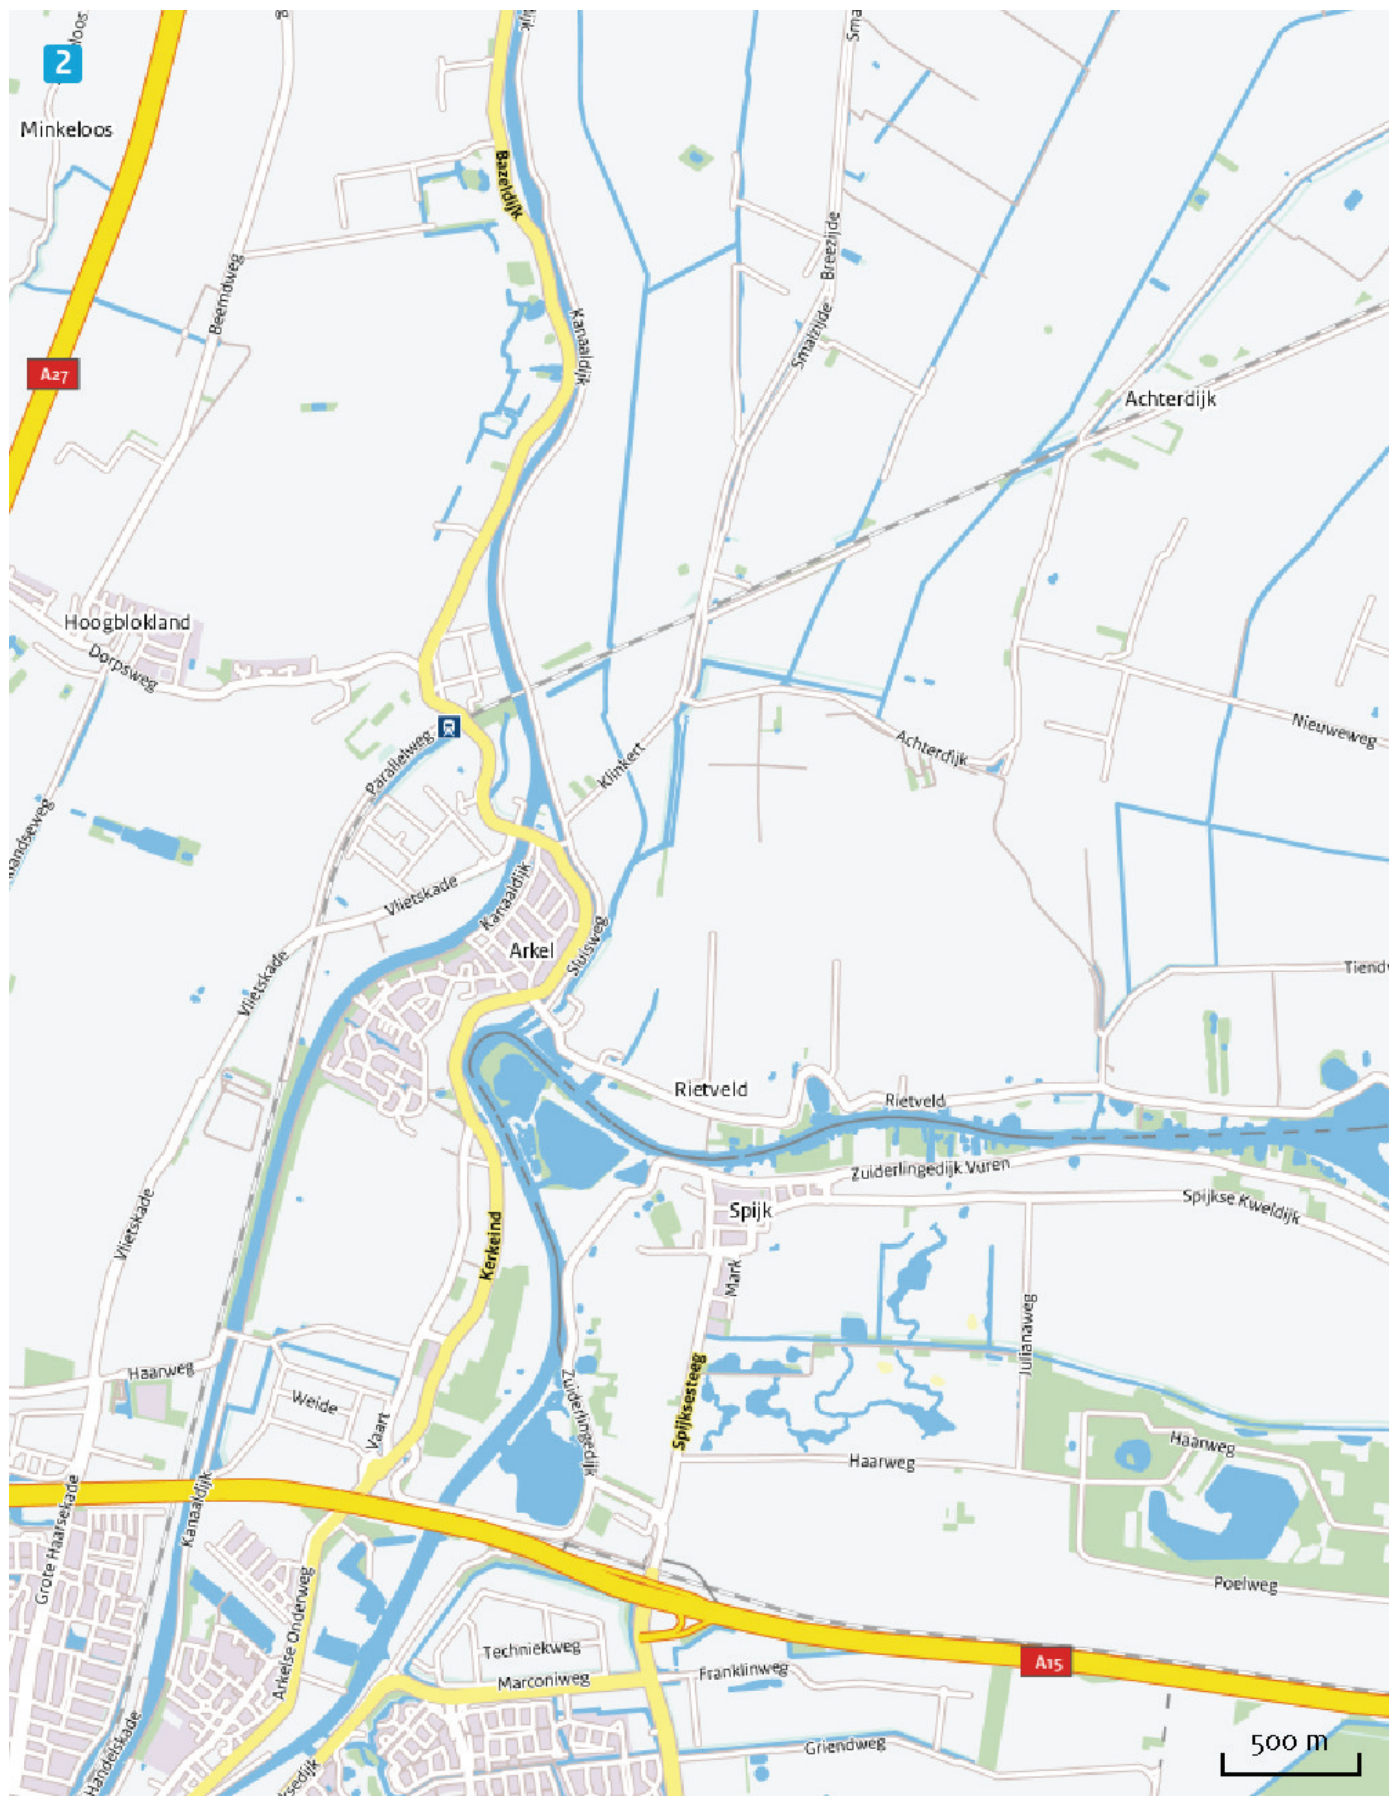 2
Minkeloos
Bazeldijk
Breezijde
Beemdweg
Smalzijde
Kanaaldijk
A27
Achterdijk
Hoogblokland
Dorpsweg
Nieuweweg
Achterdijk
Parallelweg
Klinkert
Vlietskade
Kanaaldijk
Arkel
Sluisweg
Vlietskade
Rietveld
Rietveld
Zuiderlingedijk Vuren
Spijkse Kweldijk
Spijk
Vlietskade
Kerkeind
Mark
Julianaweg
Haarweg
Zuiderlingedijk
Spijksesteeg
Weide
Vaart
Haarweg
Haarweg
Kanaaldijk
Grote Haarsekade
Poelweg
Arkelse Onderweg
Techniekweg
A15
Franklinweg
Marconiweg
Griendweg
500 m
Handelskade